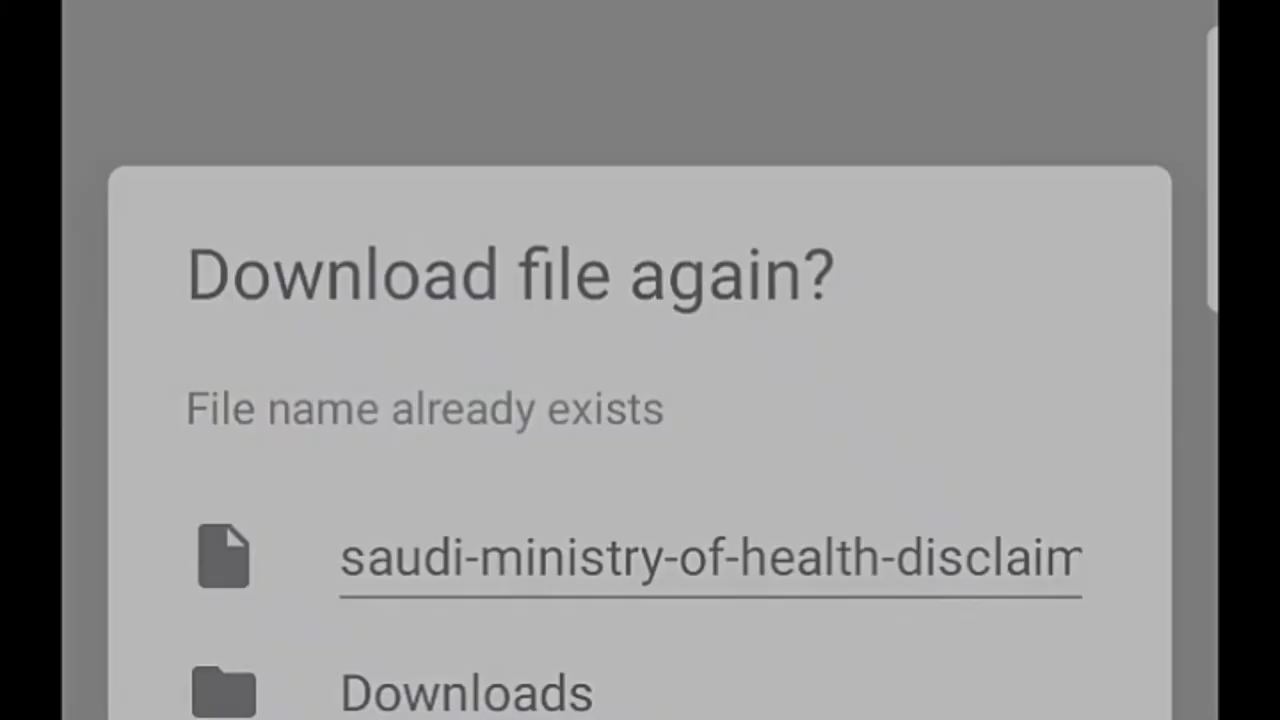 Download file again?
File name already exists
saudi-ministry-of-health-disclaim
Downloads